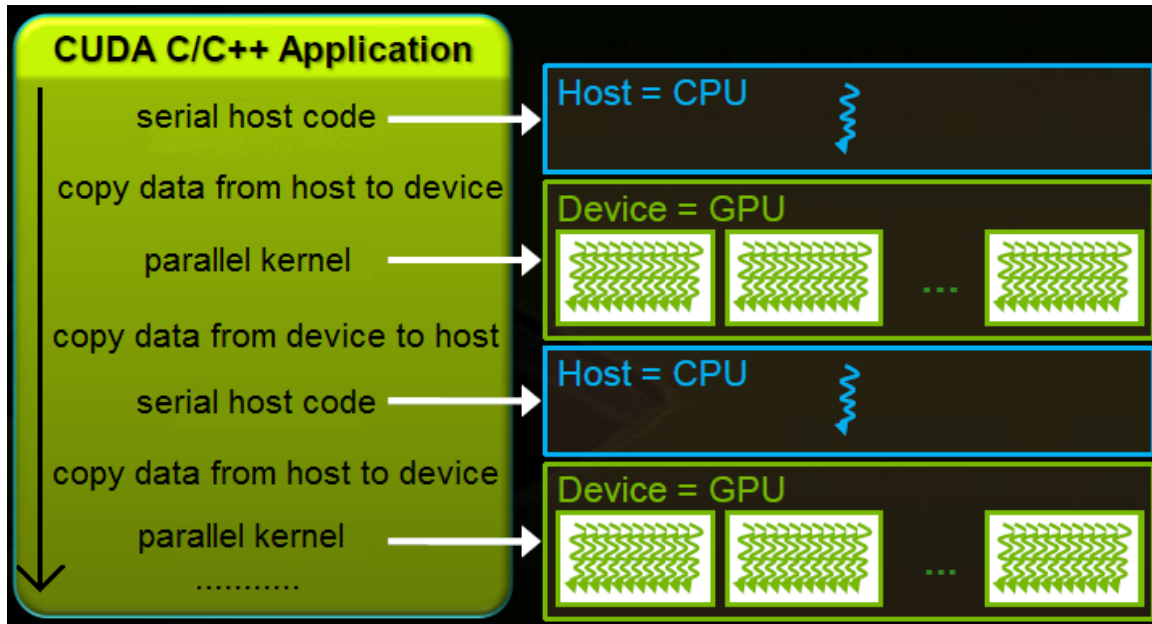 CUDA C/C++ Application
serial host code
copy data from host to device
parallel kernel
copy data from device to host
serial host code
copy data from host to device
parallel kernel
...........
Host = CPU
Device = GPU
...
Host = CPU
Device = GPU
...